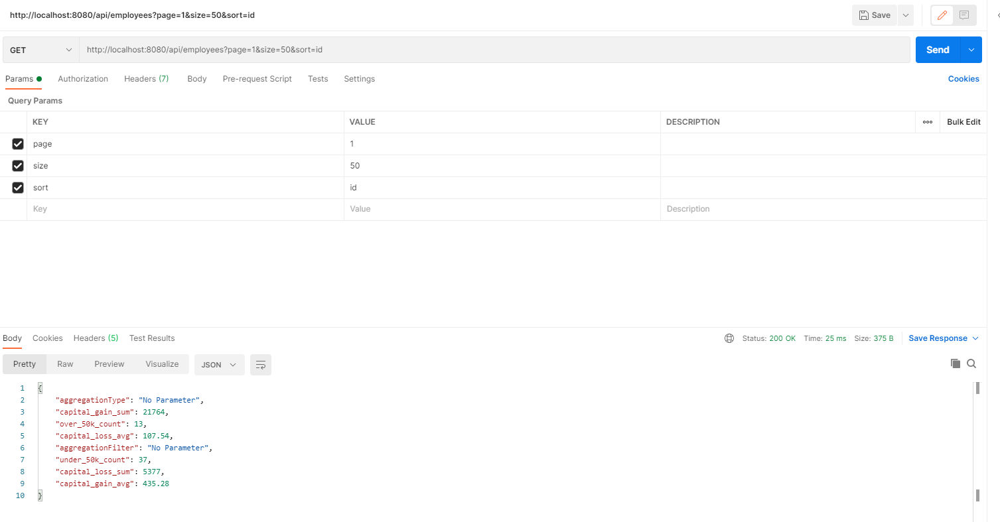 http://localhost:8080/api/employees?page=1&size=50&sort=id
Save
GET
http://localhost:8080/api/employees?page=1&size=50&sort=id
Send
Params Authorization Headers (7) Body Pre-request Script Tests Settings Cookies
Query Params
KEY VALUE DESCRIPTION Bulk Edit
page 1
size 50
sort id
Key Value Description
Body Cookies Headers (5) Test Results Status: 200 OK Time: 25 ms Size: 375 B Save Response
Pretty Raw Preview Visualize JSON
1 {
2 "aggregationType": "No Parameter",
3 "capital_gain_sum": 21764,
4 "over_50k_count": 13,
5 "capital_loss_avg": 107.54,
6 "aggregationFilter": "No Parameter",
7 "under_50k_count": 37,
8 "capital_loss_sum": 5377,
9 "capital_gain_avg": 435.28
10 }